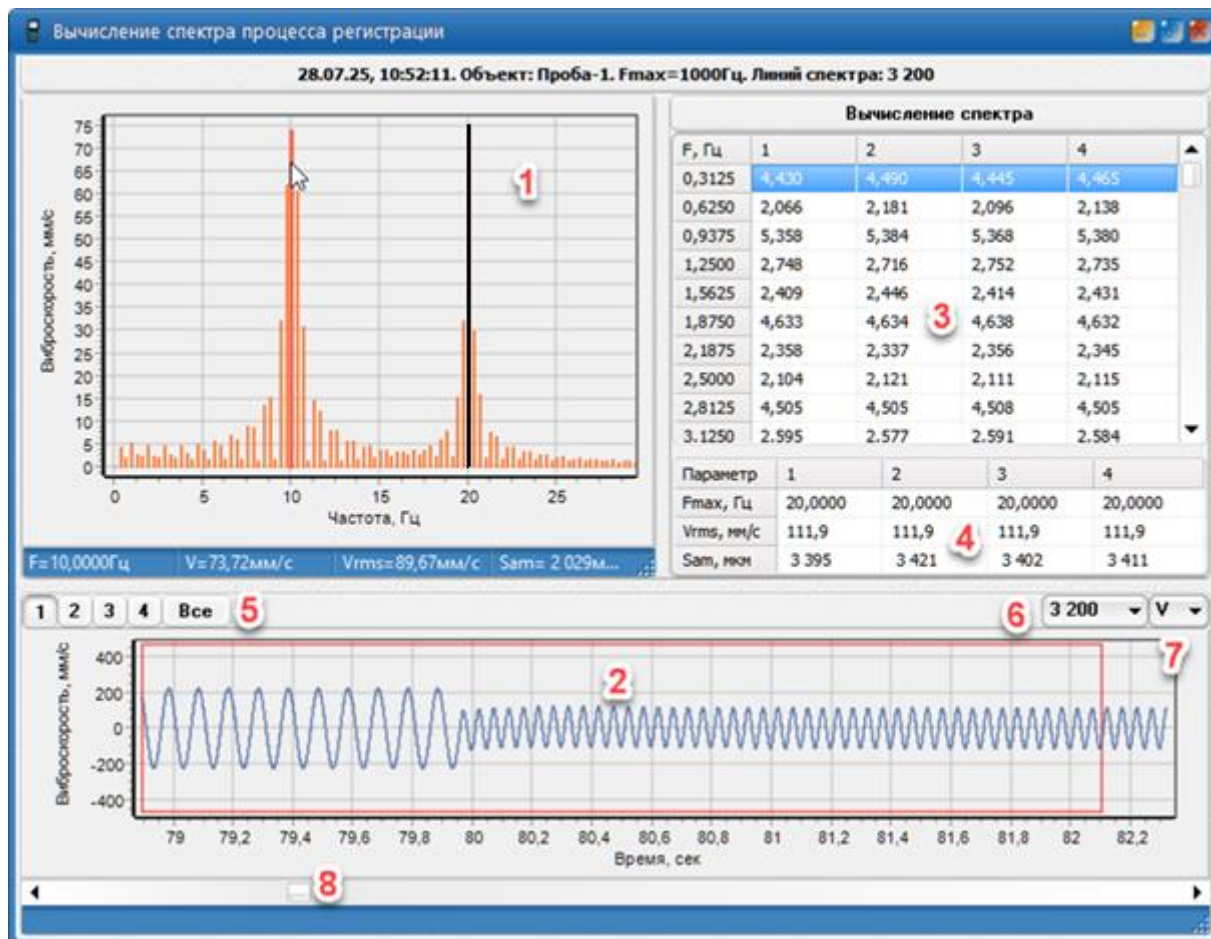 Вычисление спектра процесса регистрации
28.07.25, 10:52:11. Объект: Проба-1. Fmax=1000Гц. Линий спектра: 3 200
Виброскорость, мм/с
75
70
65
60
55
50
45
40
35
30
25
20
15
10
5
0
0 5 10 15 20 25
Частота, Гц
1
F=10,0000Гц V=73,72мм/с Vrms=89,67мм/с Sam= 2 029м...
Вычисление спектра
F, Гц 1 2 3 4
0,3125 4,430 4,490 4,445 4,465
0,6250 2,066 2,181 2,096 2,138
0,9375 5,358 5,384 5,368 5,380
1,2500 2,748 2,716 2,752 2,735
1,5625 2,409 2,446 2,414 2,431
1,8750 4,633 4,634 3 4,638 4,632
2,1875 2,358 2,337 2,356 2,345
2,5000 2,104 2,121 2,111 2,115
2,8125 4,505 4,505 4,508 4,505
3.1250 2.595 2.577 2.591 2.584
Параметр 1 2 3 4
Fmax, Гц 20,0000 20,0000 20,0000 20,0000
Vrms, мм/с 111,9 111,9 4 111,9 111,9
Sam, мкм 3 395 3 421 3 402 3 411
1 2 3 4 Все 5 6 3 200 V
7
Виброскорость, мм/с
400
200
0
-200
-400
2
79 79,2 79,4 79,6 79,8 80 80,2 80,4 80,6 80,8 81 81,2 81,4 81,6 81,8 82 82,2
Время, сек
8